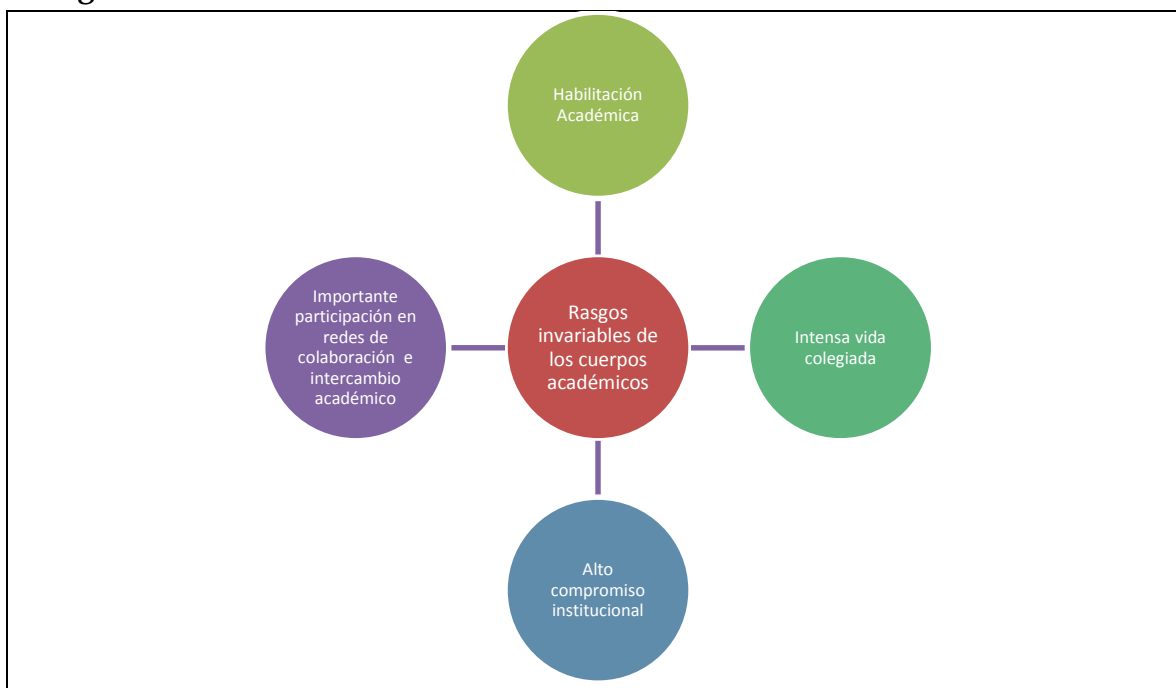 Habilitación
Académica
Importante
participación en
redes de
colaboración e
intercambio
académico
Rasgos
invariables de
los cuerpos
académicos
Intensa vida
colegiada
Alto
compromiso
institucional